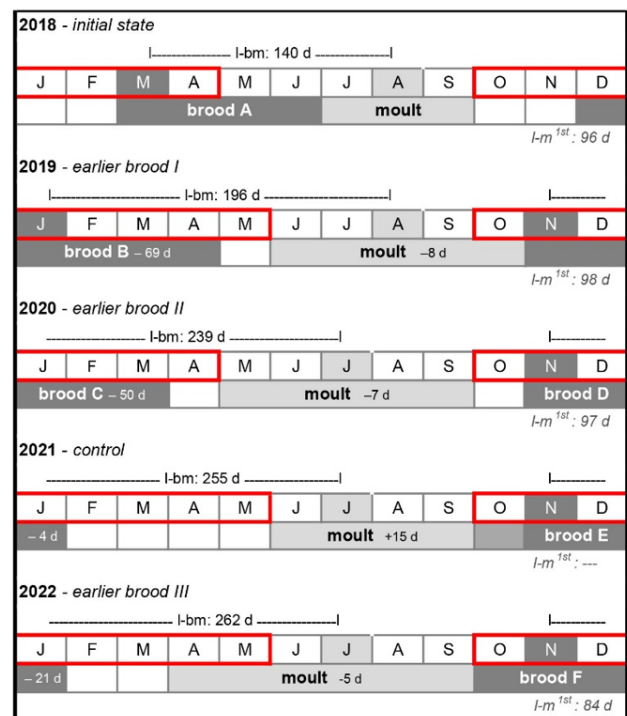 2018 - initial state
I-bm: 140 d
J F M A M J J A S O N D
brood A moult
I-m 1st : 96 d
2019 - earlier brood I
I-bm: 196 d
J F M A M J J A S O N D
brood B – 69 d moult –8 d
I-m 1st : 98 d
2020 - earlier brood II
I-bm: 239 d
J F M A M J J A S O N D
brood C – 50 d moult –7 d brood D
I-m 1st : 97 d
2021 - control
I-bm: 255 d
J F M A M J J A S O N D
– 4 d moult +15 d brood E
I-m 1st : ---
2022 - earlier brood III
I-bm: 262 d
J F M A M J J A S O N D
– 21 d moult -5 d brood F
I-m 1st : 84 d